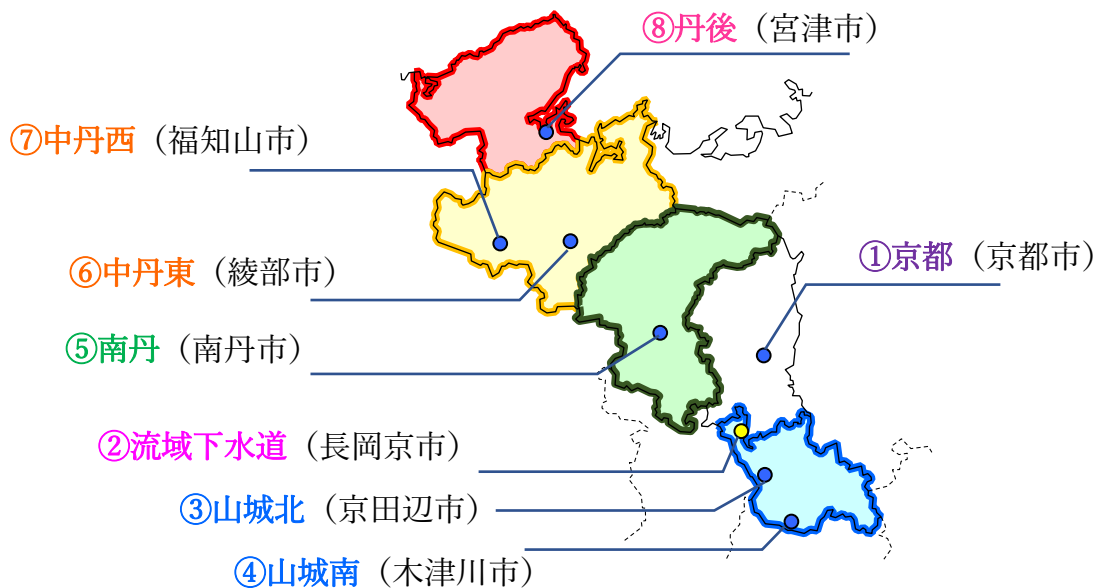 ⑧丹後（宮津市）
⑦中丹西（福知山市）
①京都（京都市）
⑥中丹東（綾部市）
⑤南丹（南丹市）
②流域下水道（長岡京市）
③山城北（京田辺市）
④山城南（木津川市）